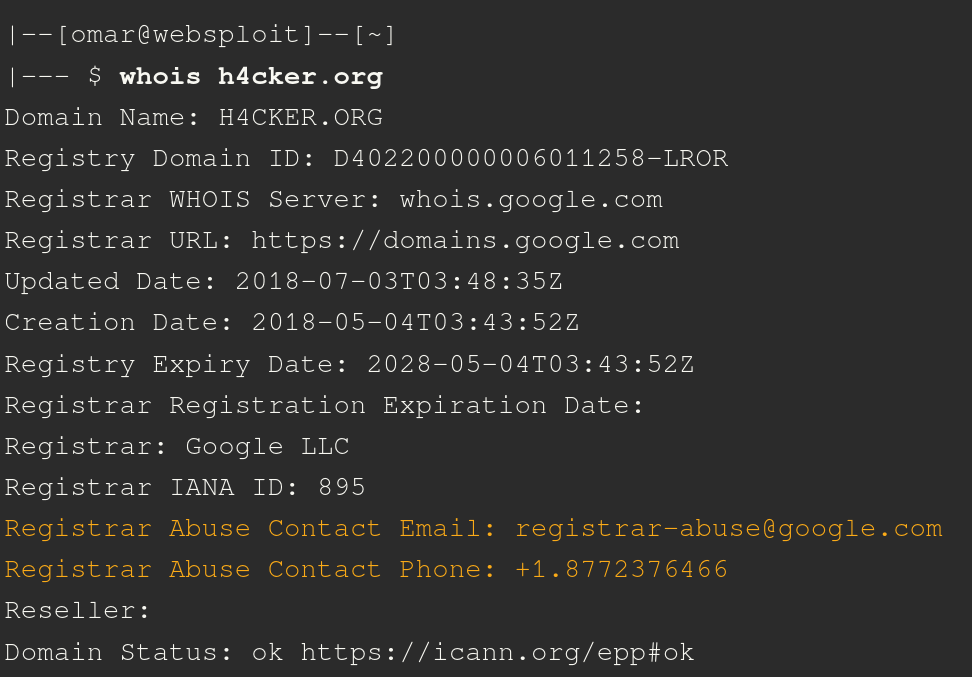 |--[omar@websploit]--[~]
|--- $ whois h4cker.org
Domain Name: H4CKER.ORG
Registry Domain ID: D402200000006011258-LROR
Registrar WHOIS Server: whois.google.com
Registrar URL: https://domains.google.com
Updated Date: 2018-07-03T03:48:35Z
Creation Date: 2018-05-04T03:43:52Z
Registry Expiry Date: 2028-05-04T03:43:52Z
Registrar Registration Expiration Date:
Registrar: Google LLC
Registrar IANA ID: 895
Registrar Abuse Contact Email: registrar-abuse@google.com
Registrar Abuse Contact Phone: +1.8772376466
Reseller:
Domain Status: ok https://icann.org/epp#ok